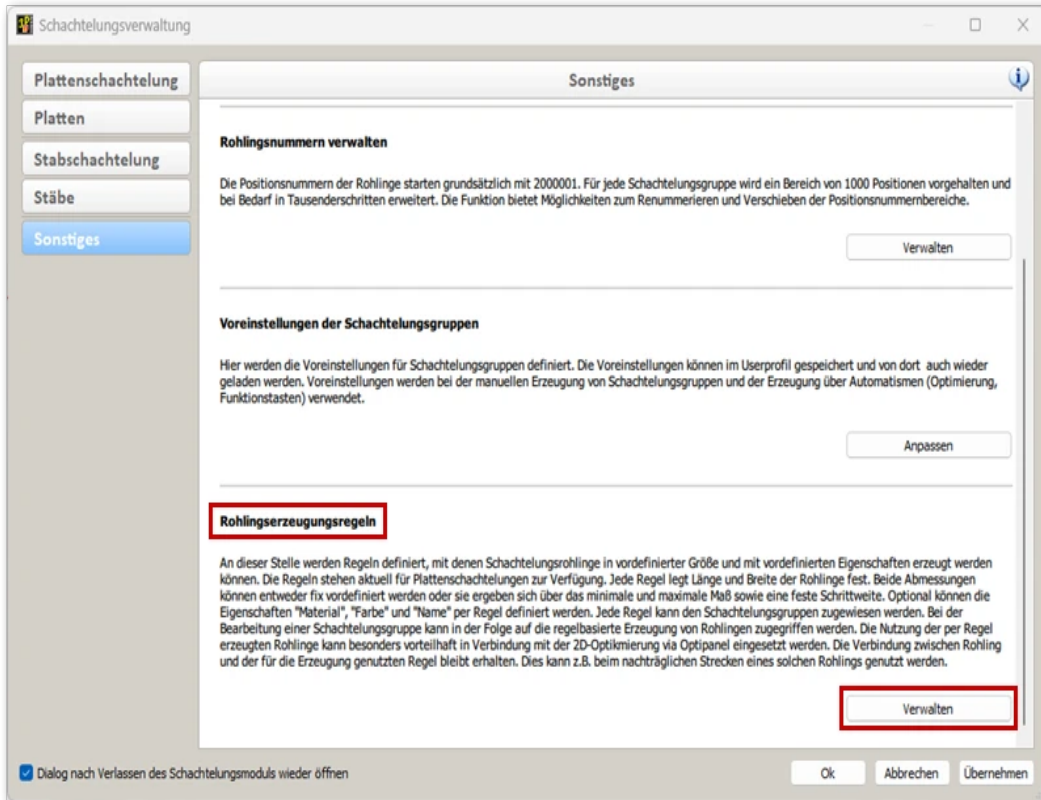 Schachtelungsverwaltung
Plattenschachtelung
Platten
Stabschachtelung
Stäbe
Sonstiges
Sonstiges
Rohlingsnummern verwalten
Die Positionsnummern der Rohlinge starten grundsätzlich mit 2000001. Für jede Schachtelungsgruppe wird ein Bereich von 1000 Positionen vorgehalten und
bei Bedarf in Tausenderschritten erweitert. Die Funktion bietet Möglichkeiten zum Renummerieren und Verschieben der Positionsnummernbereiche.
Verwalten
Voreinstellungen der Schachtelungsgruppen
Hier werden die Voreinstellungen für Schachtelungsgruppen definiert. Die Voreinstellungen können im Userprofil gespeichert und von dort auch wieder
geladen werden. Voreinstellungen werden bei der manuellen Erzeugung von Schachtelungsgruppen und der Erzeugung über Automatismen (Optimierung,
Funktionstasten) verwendet.
Anpassen
Rohlingserzeugungsregeln
An dieser Stelle werden Regeln definiert, mit denen Schachtelungsrohlinge in vordefinierter Größe und mit vordefinierten Eigenschaften erzeugt werden
können. Die Regeln stehen aktuell für Plattenschachtelungen zur Verfügung. Jede Regel legt Länge und Breite der Rohlinge fest. Beide Abmessungen
können entweder fix vordefiniert werden oder sie ergeben sich über das minimale und maximale Maß sowie eine feste Schrittweite. Optional können die
Eigenschaften "Material", "Farbe" und "Name" per Regel definiert werden. Jede Regel kann den Schachtelungsgruppen zugewiesen werden. Bei der
Bearbeitung einer Schachtelungsgruppe kann in der Folge auf die regelbasierte Erzeugung von Rohlingen zugegriffen werden. Die Nutzung der per Regel
erzeugten Rohlinge kann besonders vorteilhaft in Verbindung mit der 2D-Optikmierung via Optipanel eingesetzt werden. Die Verbindung zwischen Rohling
und der für die Erzeugung genutzten Regel bleibt erhalten. Dies kann z.B. beim nachträglichen Strecken eines solchen Rohlings genutzt werden.
Verwalten
Dialog nach Verlassen des Schachtelungsmoduls wieder öffnen
Ok
Abbrechen
Übernehmen